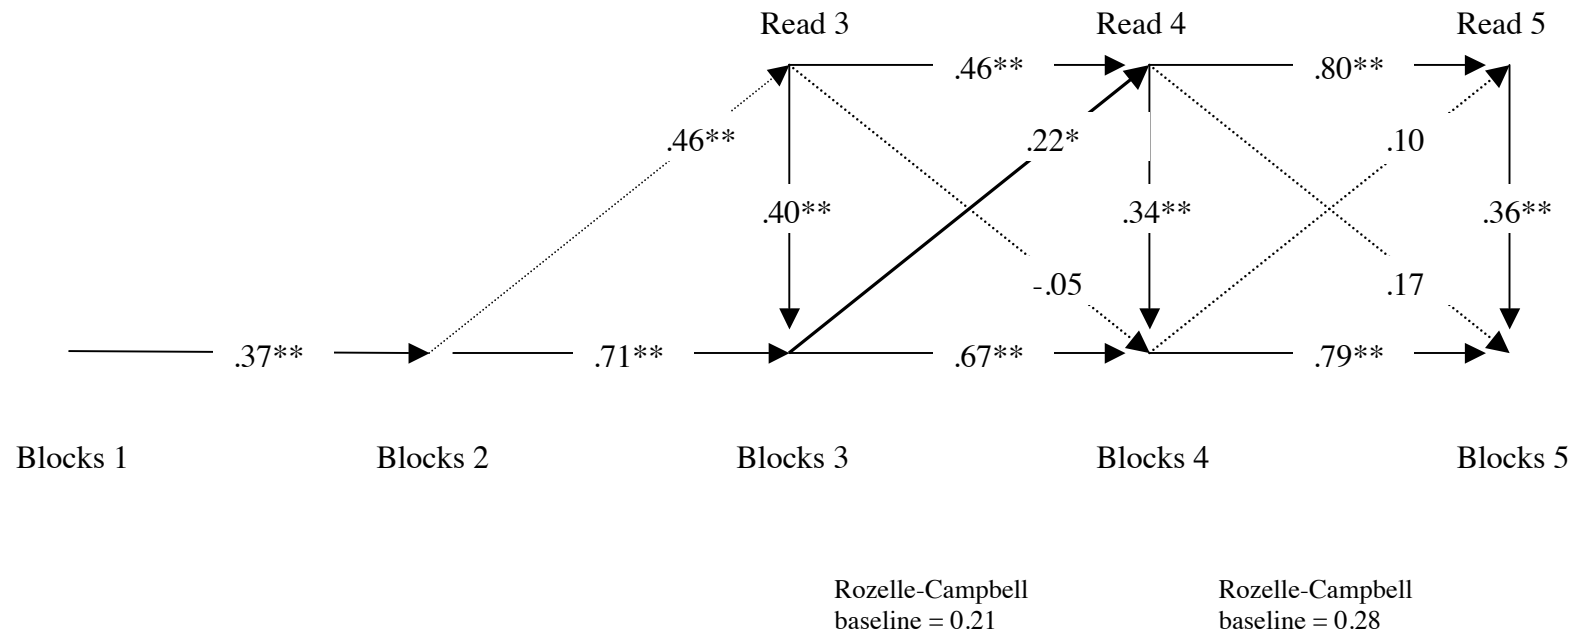 Read 3 Read 4 Read 5
.46** .80**
.46** .22* .10
.40** .34** .36**
-.05 .17
.37** .71** .67** .79**
Blocks 1 Blocks 2 Blocks 3 Blocks 4 Blocks 5
Rozelle-Campbell Rozelle-Campbell
baseline = 0.21 baseline = 0.28